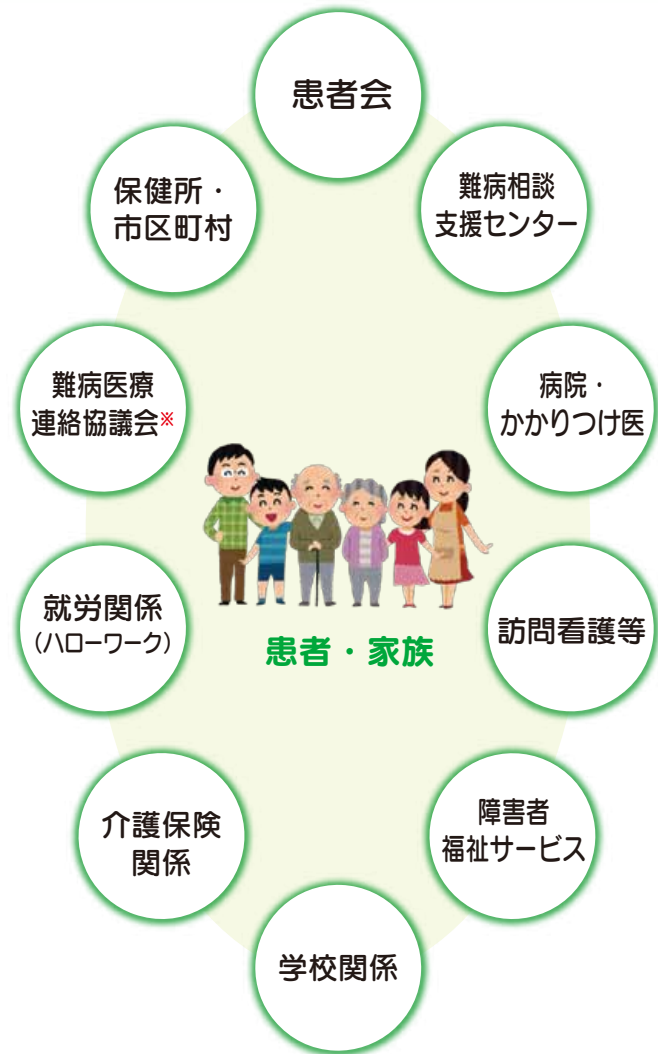 患者会
保健所・
市区町村
難病相談
支援センター
難病医療
連絡協議会※
病院・
かかりつけ医
就労関係
(ハローワーク)
患者・家族
訪問看護等
介護保険
関係
障害者
福祉サービス
学校関係